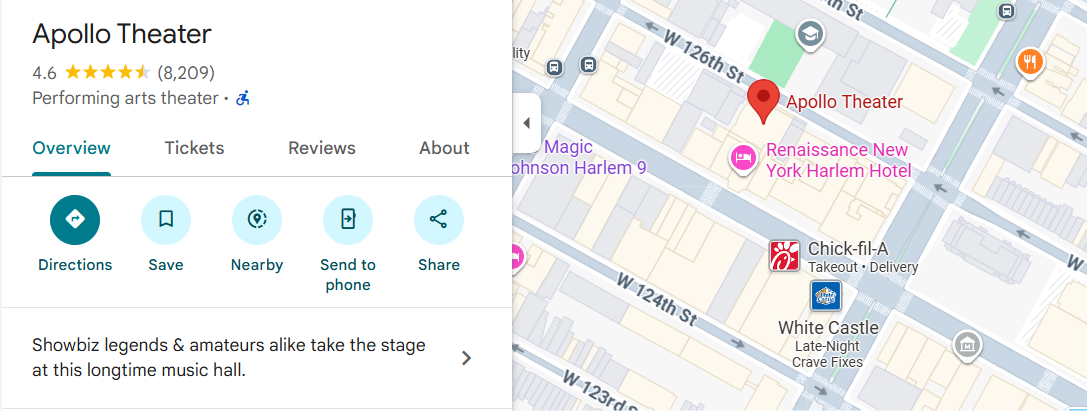 Apollo Theater
4.6 (8,209)
Performing arts theater •
Overview
Tickets
Reviews
About
Directions
Save
Nearby
Send to
phone
Share
Showbiz legends & amateurs alike take the stage
at this longtime music hall.
th St
lity
W 126th St
Apollo Theater
Magic
ohnson Harlem 9
Renaissance New
York Harlem Hotel
Chick-fil-A
Takeout • Delivery
W 124th St
White Castle
Late-Night
Crave Fixes
W 123rd S